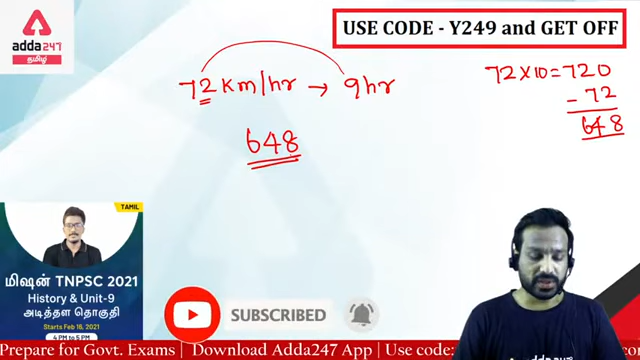 adda247
தமிழ்
USE CODE - Y249 and GET OFF
72 km/hr → 9 hr
648
72 × 10 = 720
- 72
648
TAMIL
மிஷன் TNPSC 2021
History & Unit-9
அடித்தள தொகுதி
Starts Feb 16, 2021
4 PM to 5 PM
SUBSCRIBED
adda247
Prepare for Govt. Exams | Download Adda247 App | Use code: